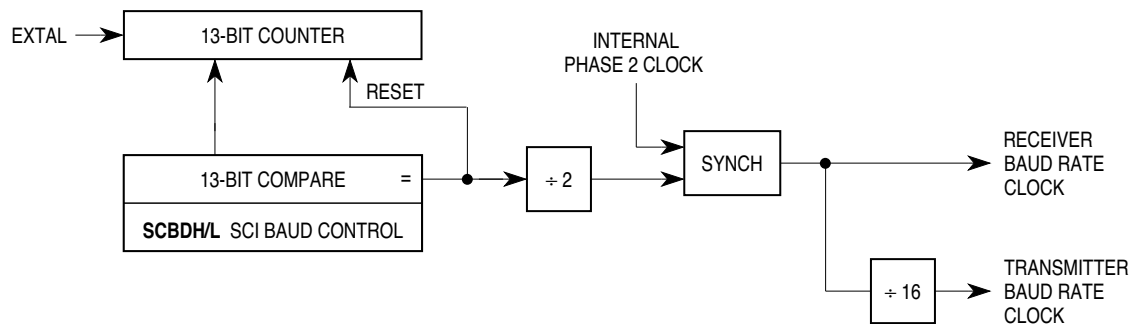 EXTAL
13-BIT COUNTER
INTERNAL
PHASE 2 CLOCK
RESET
13-BIT COMPARE =
SCBDH/L SCI BAUD CONTROL
÷ 2
SYNCH
RECEIVER
BAUD RATE
CLOCK
÷ 16
TRANSMITTER
BAUD RATE
CLOCK